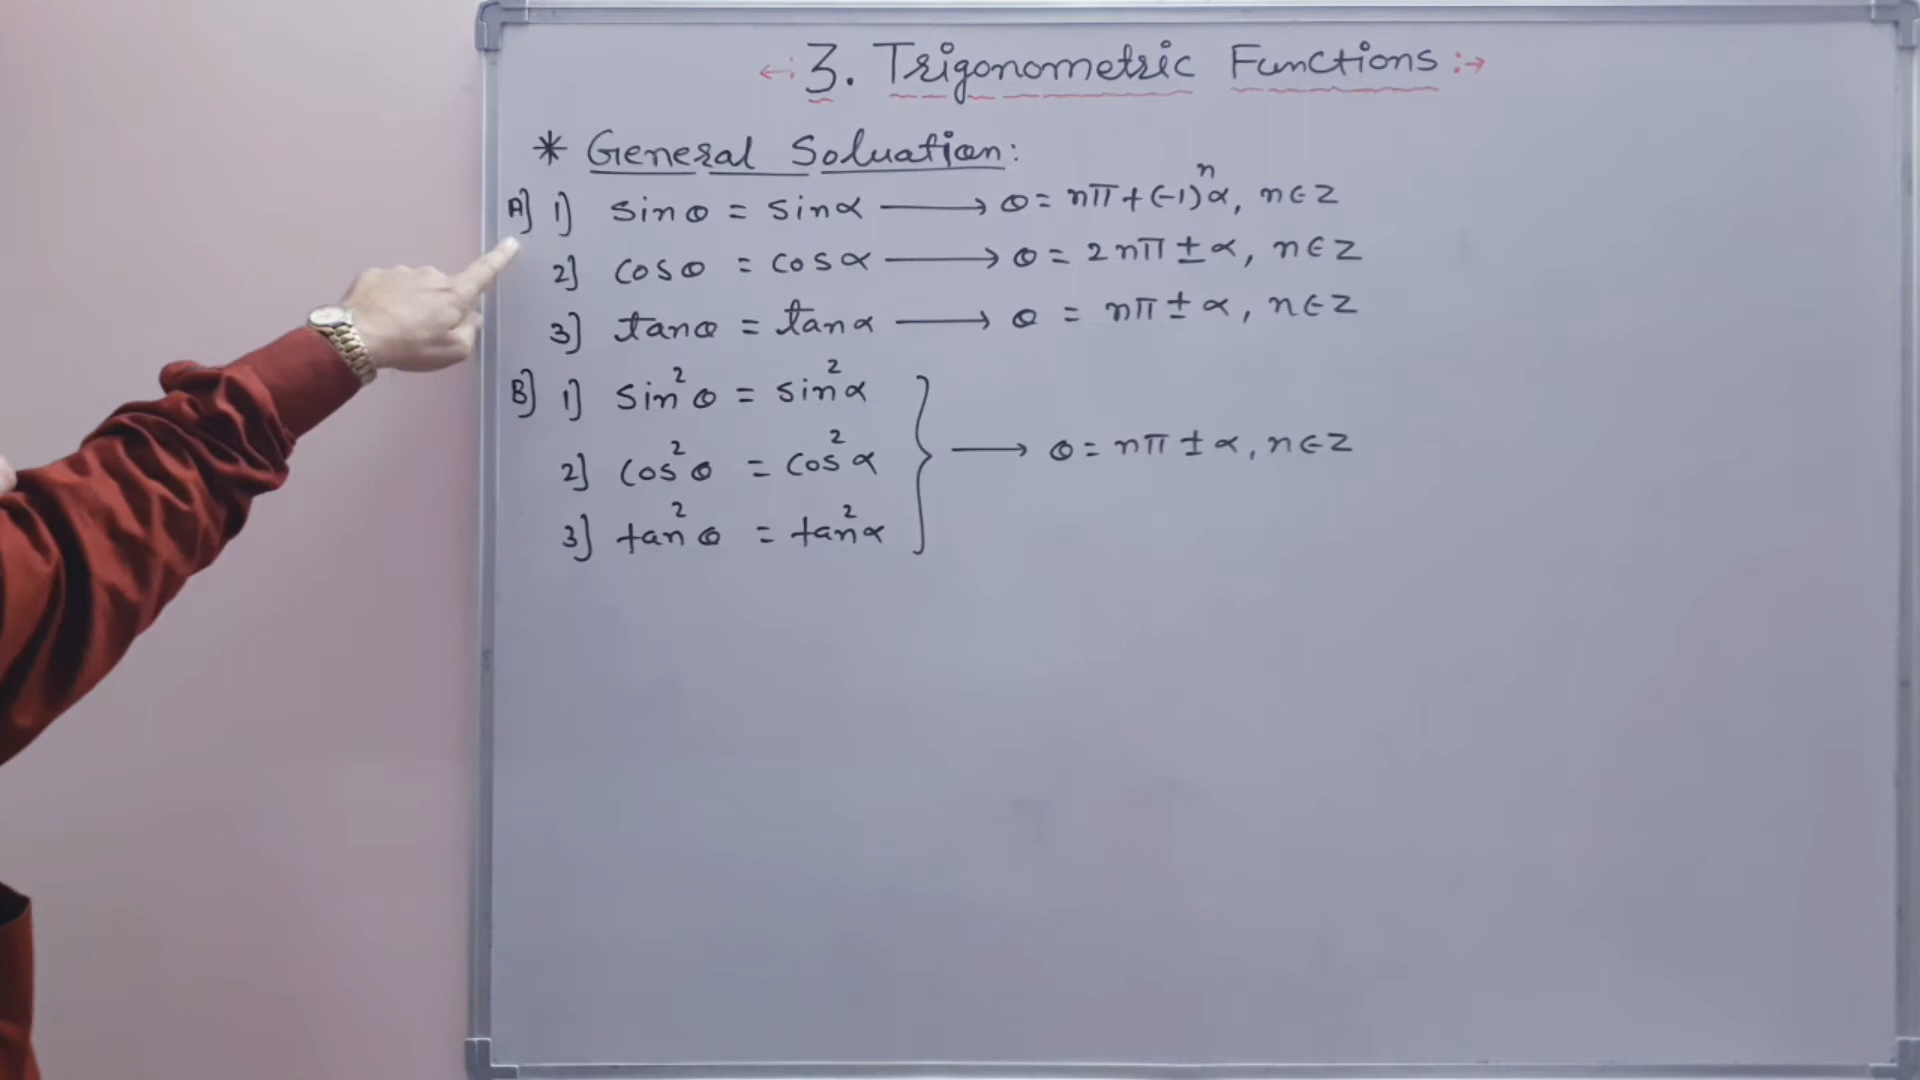 ←: 3. Trigonometric Functions :→
* General Soluation:
A] 1] sinθ = sinα ⟶ θ = nπ + (-1)ⁿα, n∈Z
2] cosθ = cosα ⟶ θ = 2nπ ± α, n∈Z
3] tanθ = tanα ⟶ θ = nπ ± α, n∈Z
B] 1] sin²θ = sin²α
2] cos²θ = cos²α } ⟶ θ = nπ ± α, n∈Z
3] tan²θ = tan²α